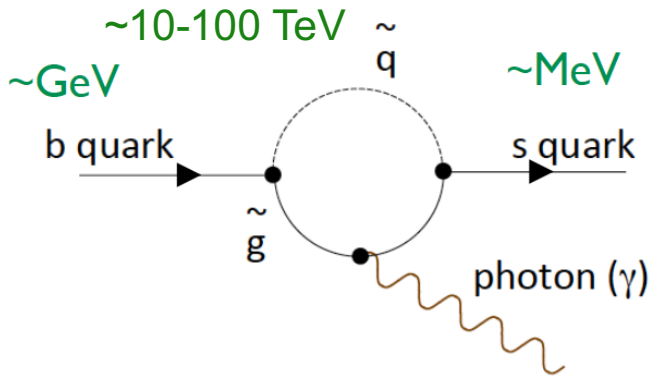 ~10-100 TeV
q̃
~GeV
~MeV
b quark
s quark
g̃
photon (γ)